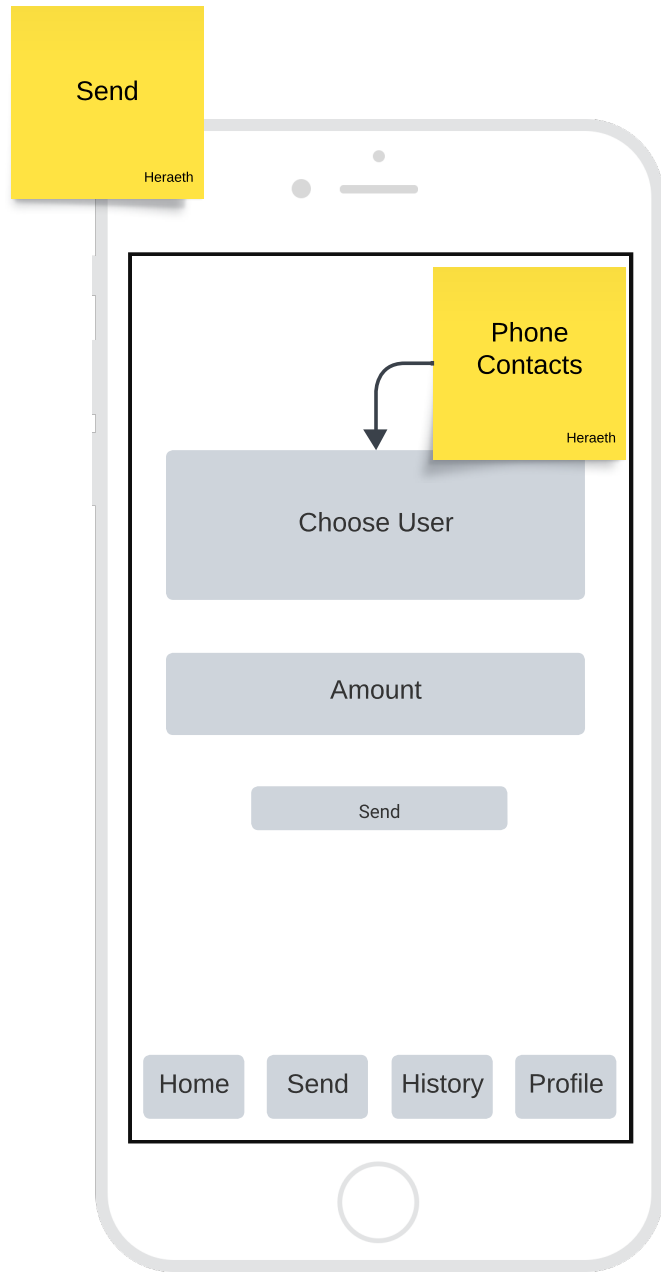 Send
Heraeth
Phone
Contacts
Heraeth
Choose User
Amount
Send
Home
Send
History
Profile